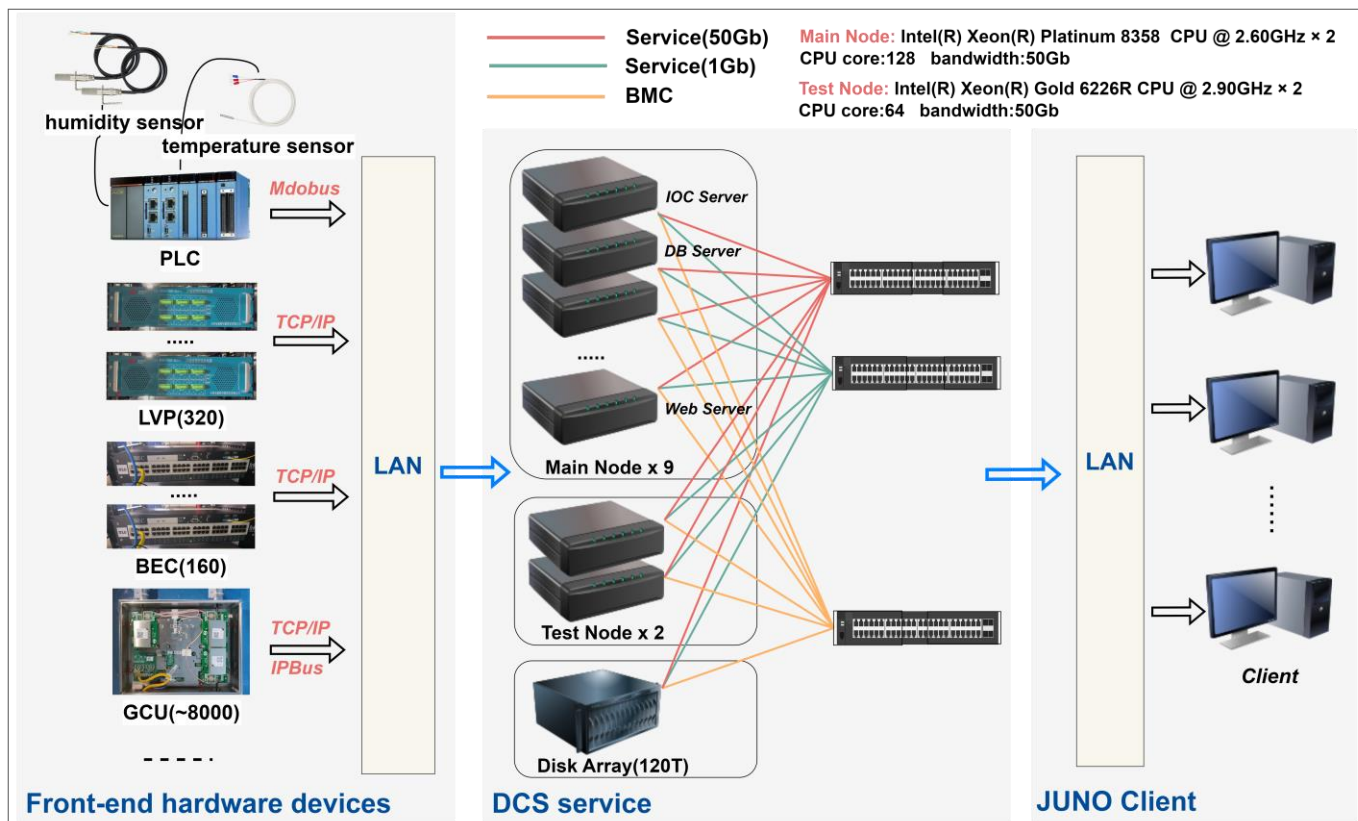 humidity sensor
temperature sensor
Mdobus
PLC
TCP/IP
.....
LVP(320)
TCP/IP
.....
BEC(160)
TCP/IP
IPBus
GCU(~8000)
LAN
Front-end hardware devices
Service(50Gb)
Service(1Gb)
BMC
Main Node: Intel(R) Xeon(R) Platinum 8358 CPU @ 2.60GHz × 2
CPU core:128 bandwidth:50Gb
Test Node: Intel(R) Xeon(R) Gold 6226R CPU @ 2.90GHz × 2
CPU core:64 bandwidth:50Gb
IOC Server
DB Server
.....
Web Server
Main Node x 9
Test Node x 2
Disk Array(120T)
DCS service
LAN
Client
JUNO Client